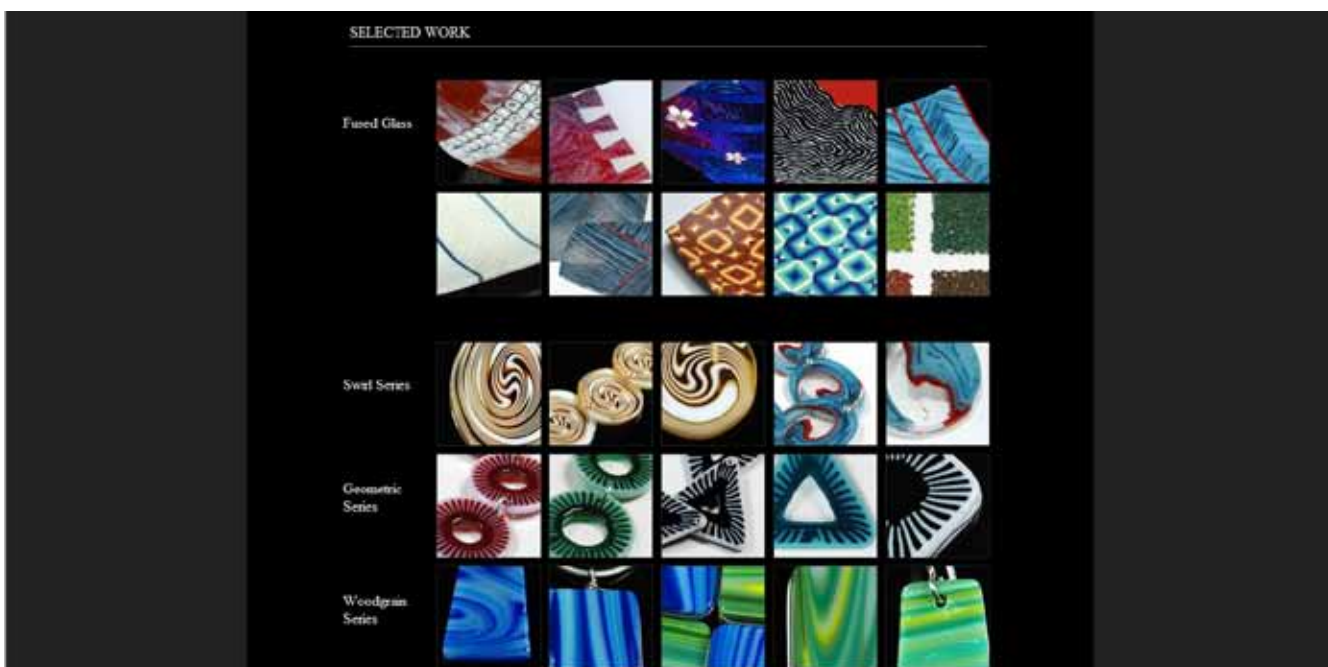 SELECTED WORK
Fused Glass
Swirl Series
Geometric
Series
Woodgrain
Series